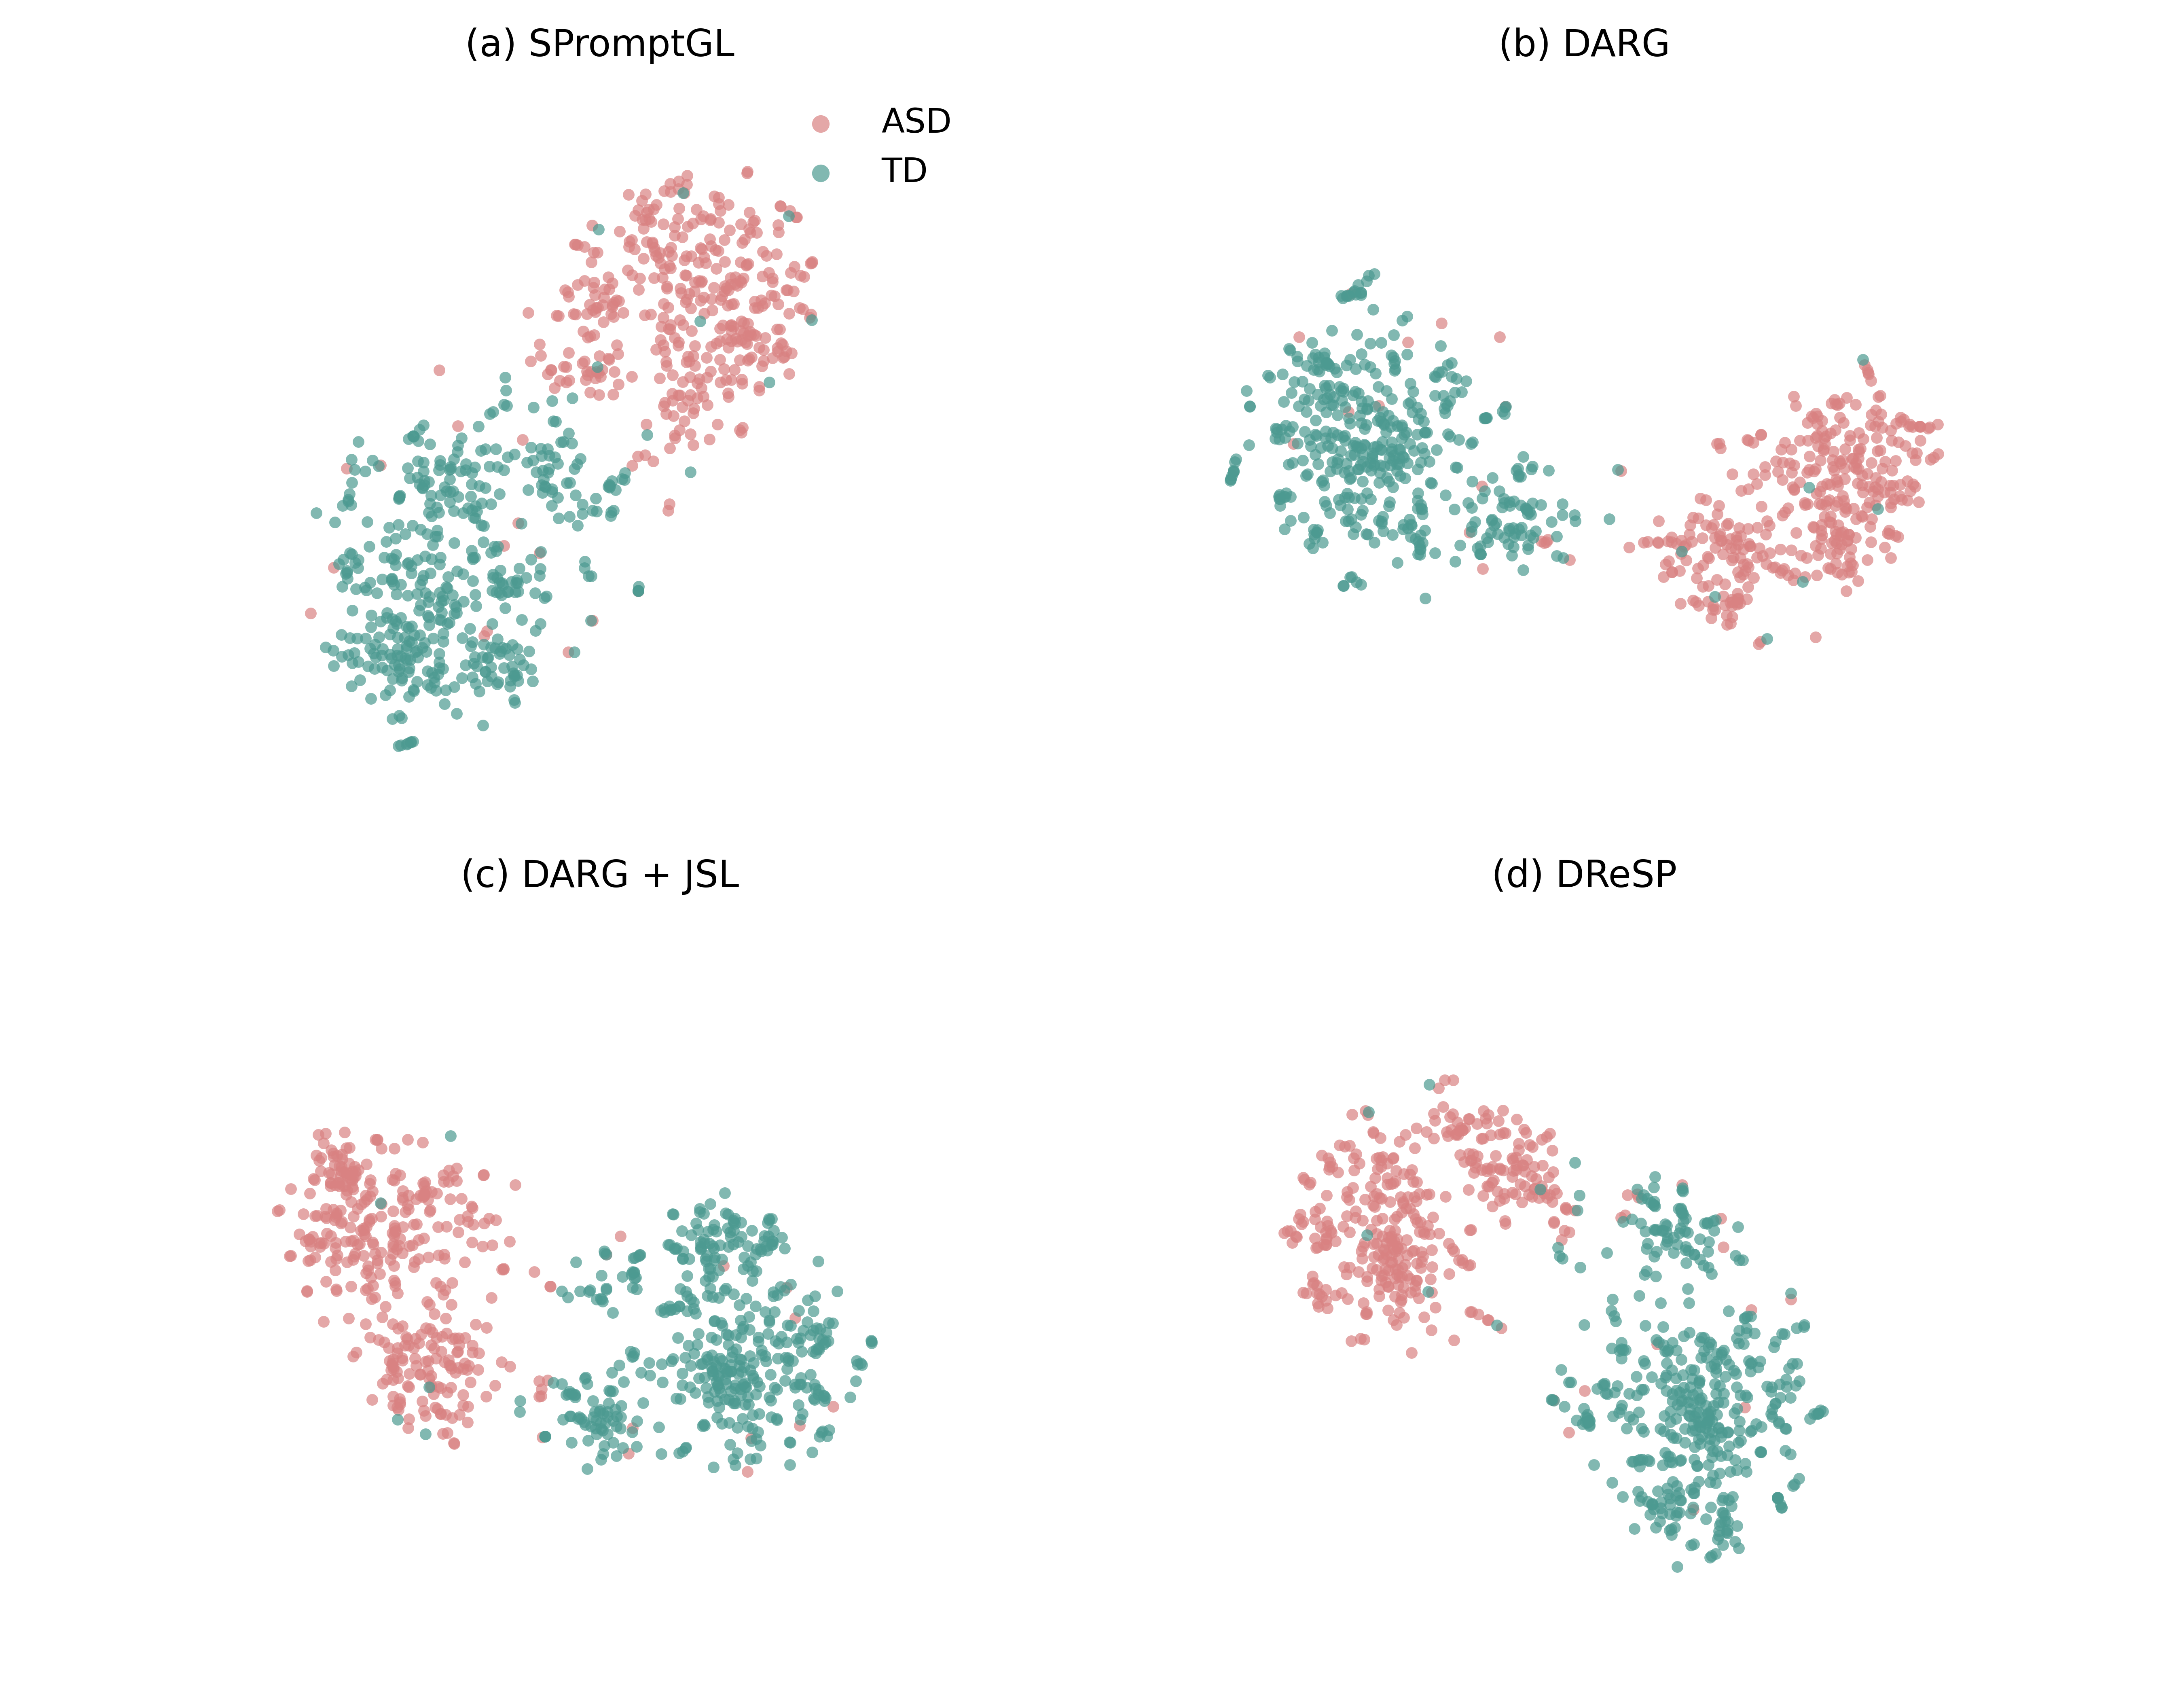 (a) SPromptGL
(b) DARG
ASD
TD
(c) DARG + JSL
(d) DReSP